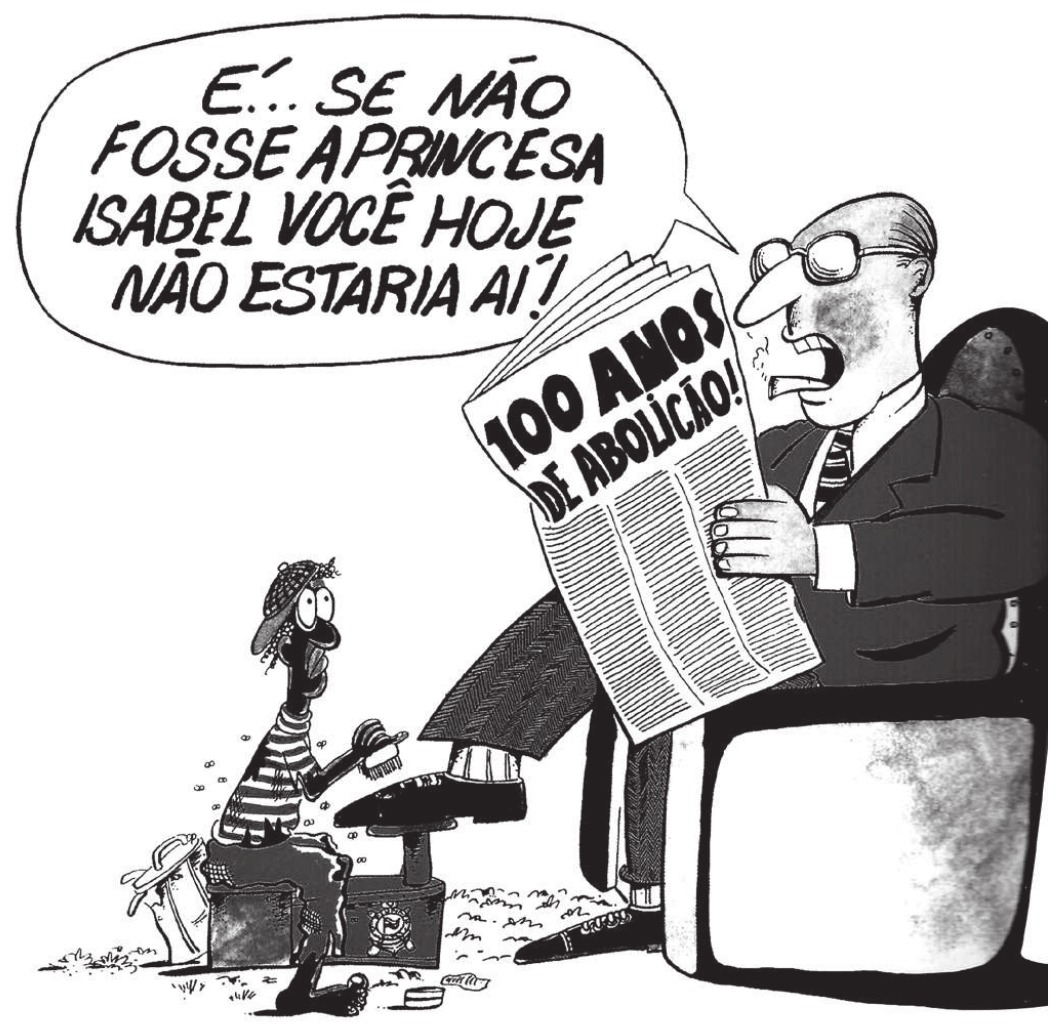 É... SE NÃO
FOSSE A PRINCESA
ISABEL VOCÊ HOJE
NÃO ESTARIA AÍ!
100 ANOS
DE ABOLIÇÃO!